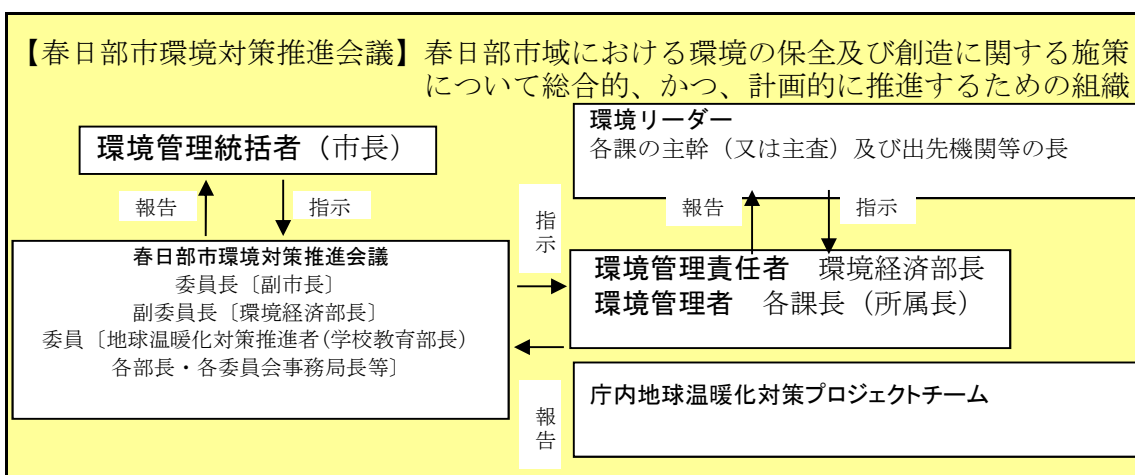 【春日部市環境対策推進会議】春日部市域における環境の保全及び創造に関する施策
について総合的、かつ、計画的に推進するための組織
環境管理統括者（市長）
報告
指示
春日部市環境対策推進会議
委員長〔副市長〕
副委員長〔環境経済部長〕
委員〔地球温暖化対策推進者(学校教育部長）
各部長・各委員会事務局長等〕
指示
報告
環境リーダー
各課の主幹（又は主査）及び出先機関等の長
報告
指示
環境管理責任者　環境経済部長
環境管理者　各課長（所属長）
庁内地球温暖化対策プロジェクトチーム